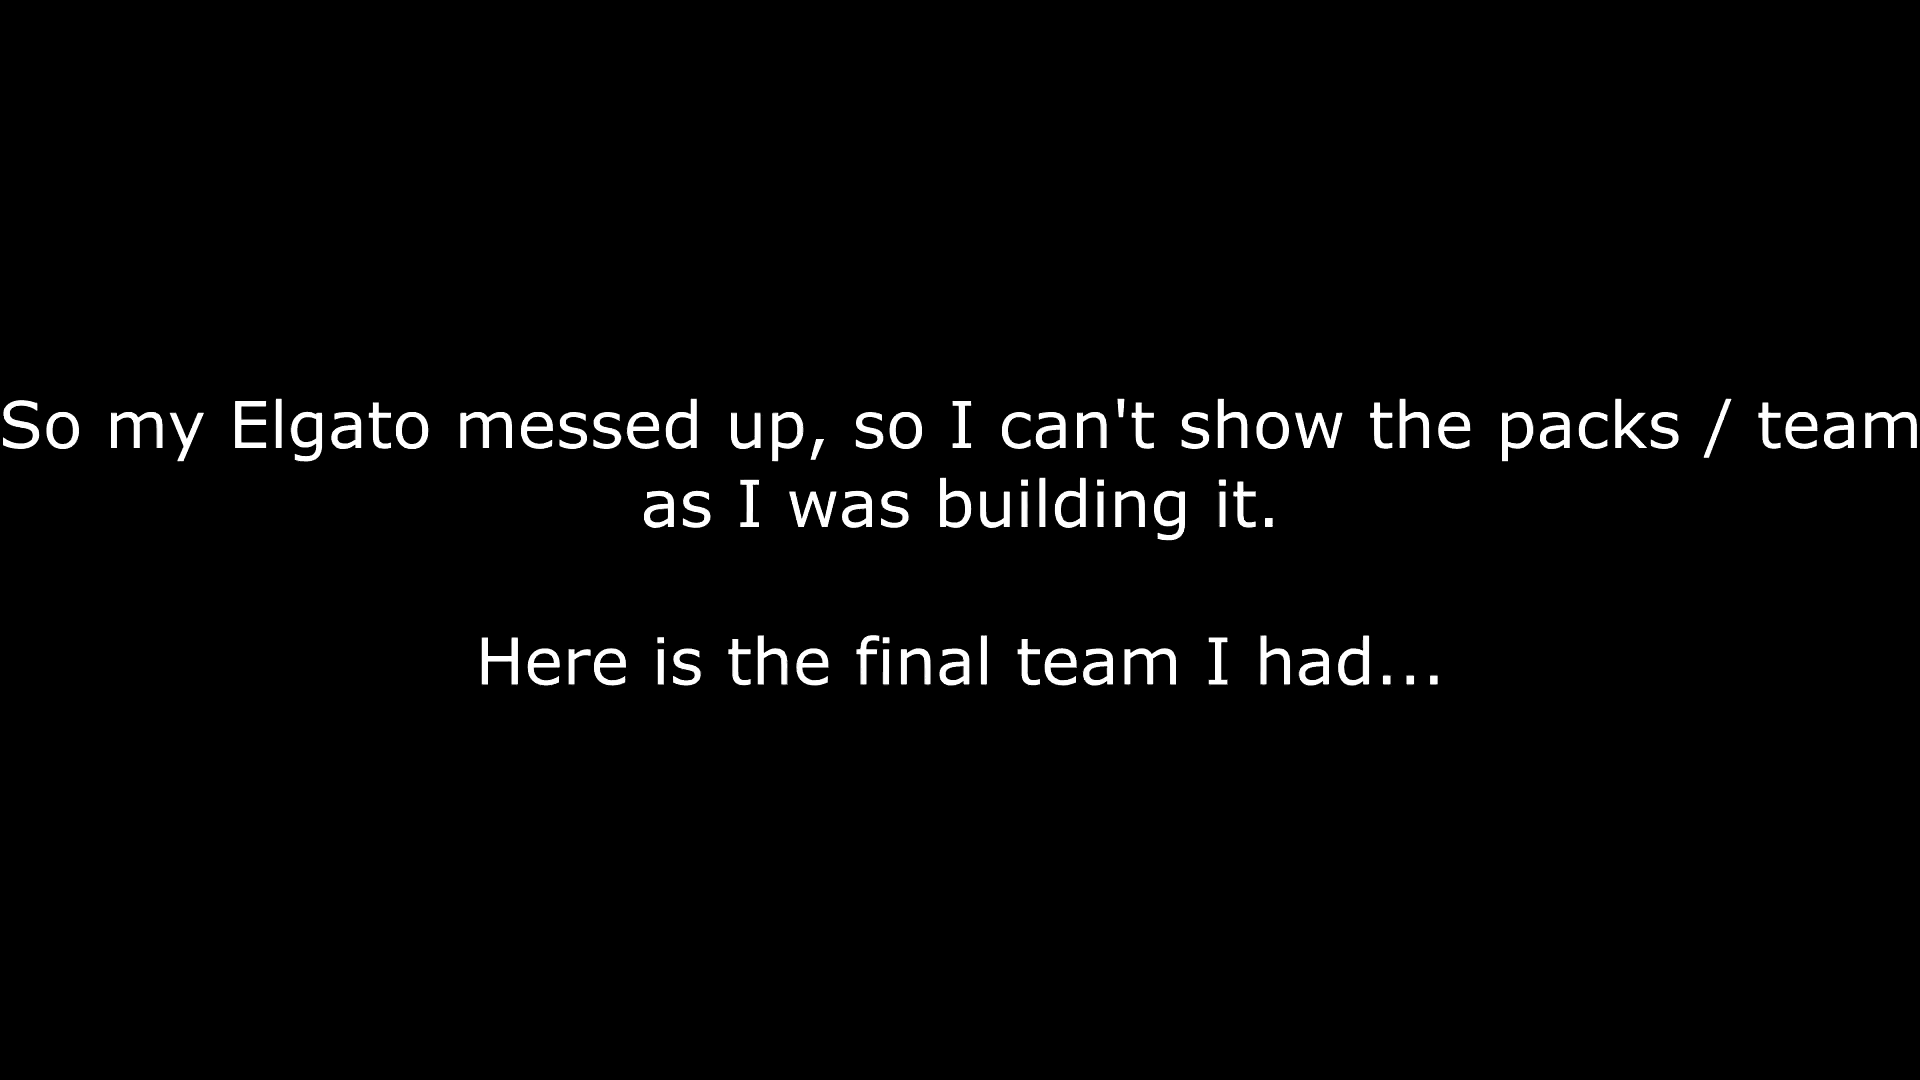 So my Elgato messed up, so I can't show the packs / team
as I was building it.
Here is the final team I had...